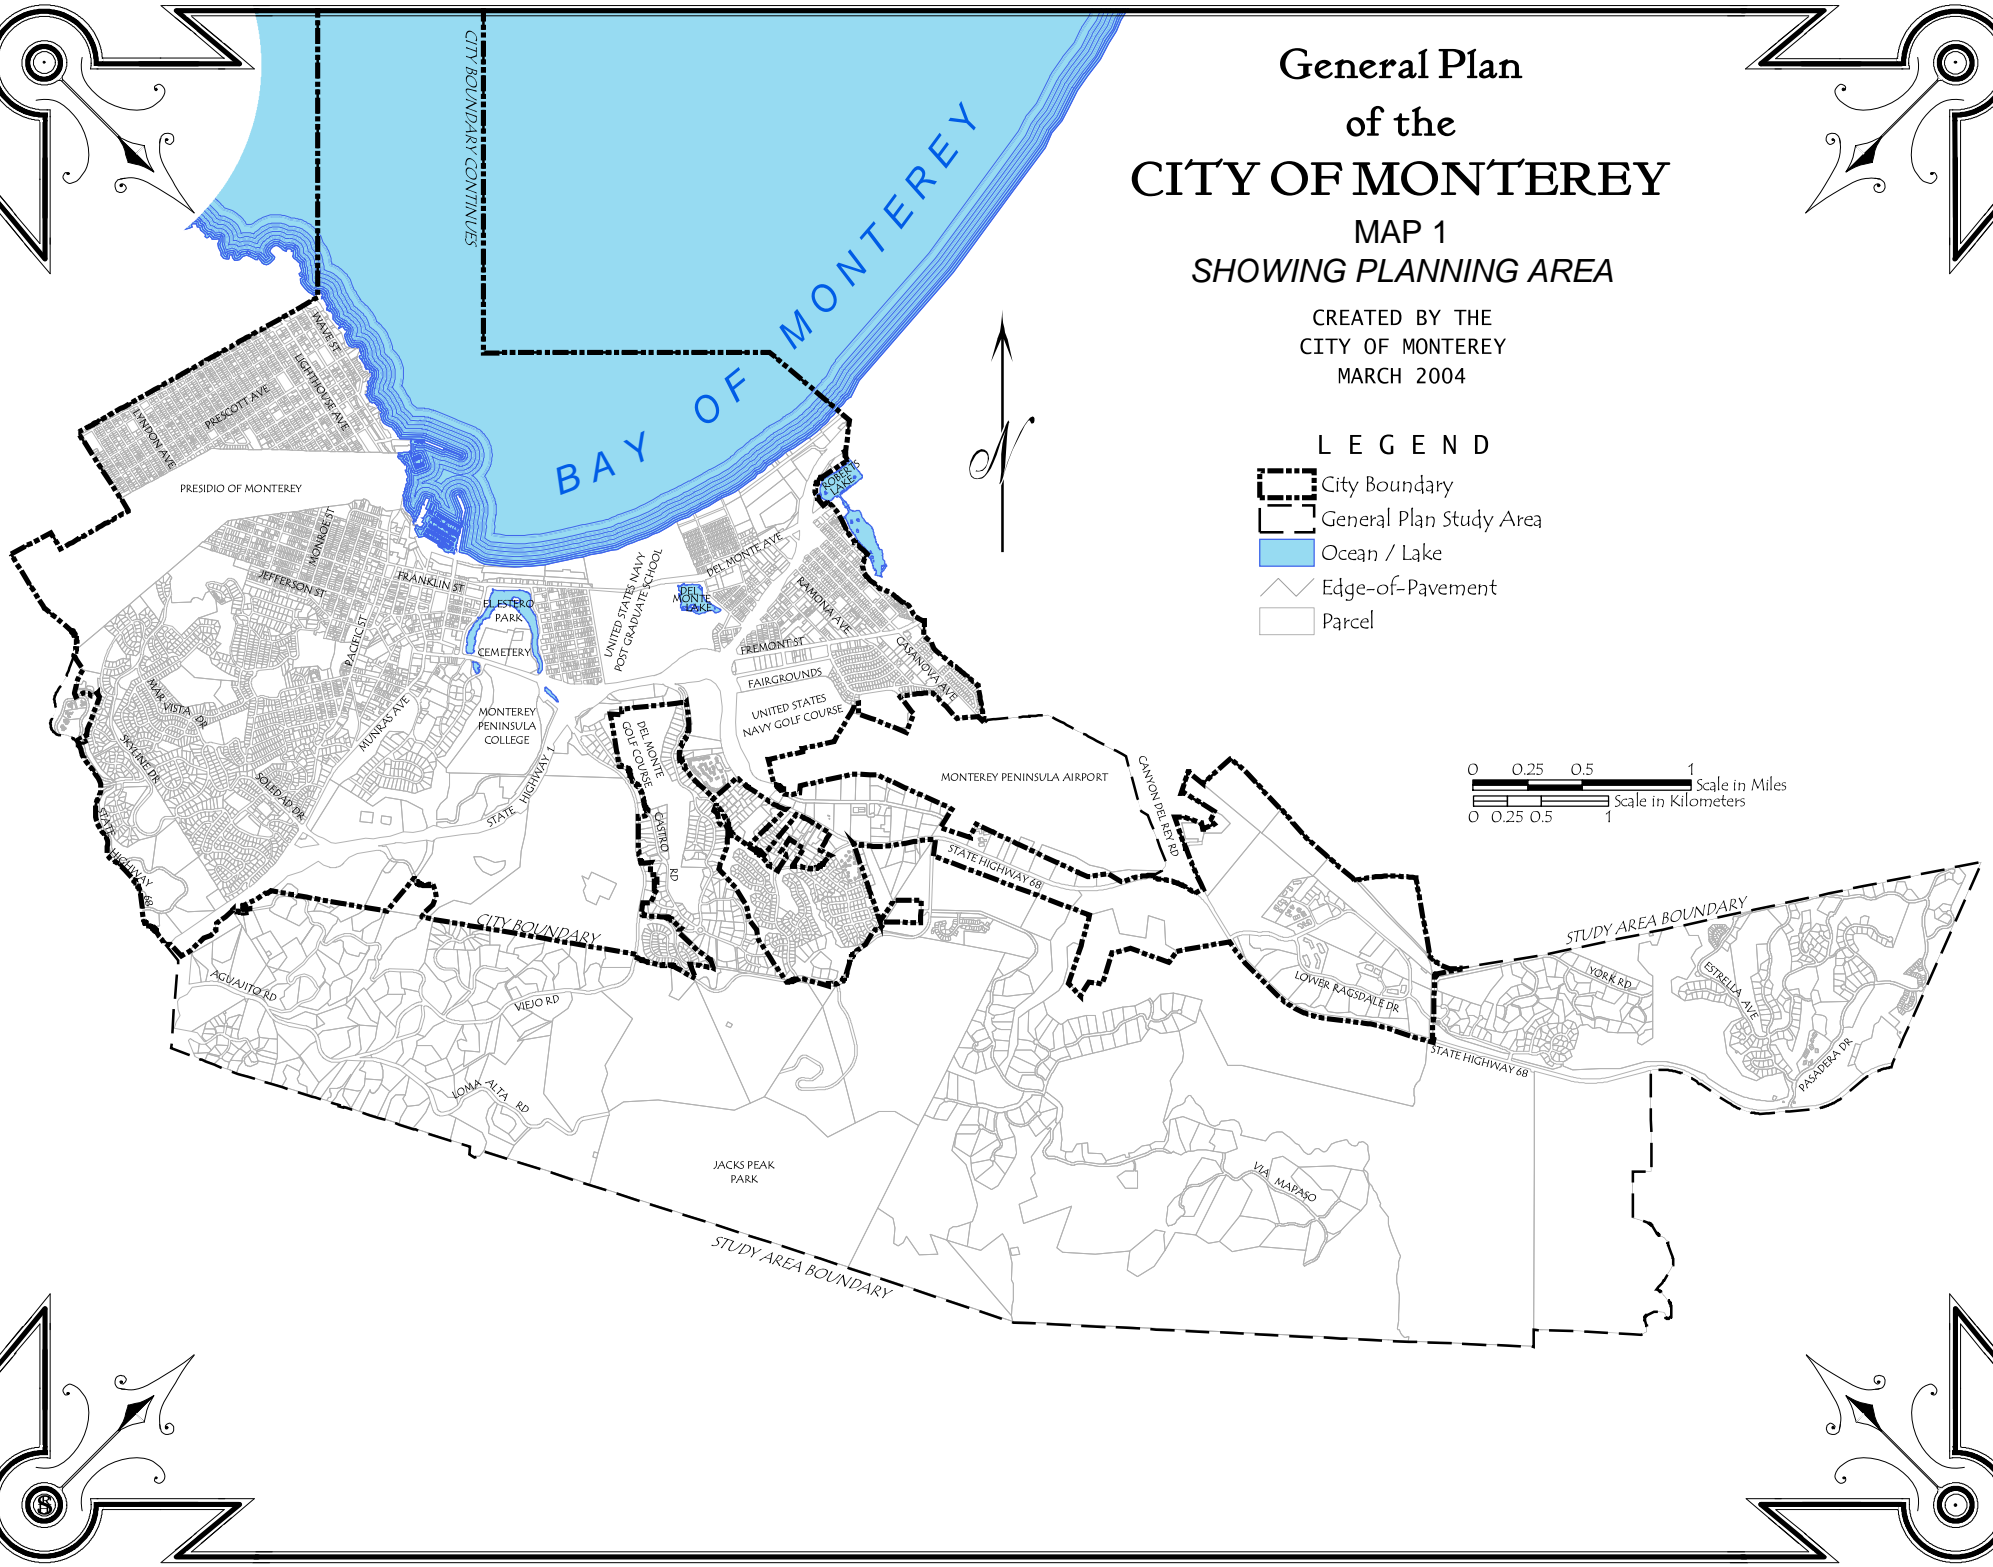 General Plan
of the
CITY OF MONTEREY
MAP 1
SHOWING PLANNING AREA
CREATED BY THE
CITY OF MONTEREY
MARCH 2004
LEGEND
City Boundary
General Plan Study Area
Ocean / Lake
Edge-of-Pavement
Parcel
N
0 0.25 0.5 1
Scale in Miles
Scale in Kilometers
0 0.25 0.5 1
CITY BOUNDARY CONTINUES
BAY OF MONTEREY
WAVE ST
LIGHTHOUSE AVE
PRESCOTT AVE
LYNDON AVE
PRESIDIO OF MONTEREY
MONROE ST
JEFFERSON ST
FRANKLIN ST
PACIFIC ST
EL ESTERO
PARK
CEMETERY
UNITED STATES NAVY
POST GRADUATE SCHOOL
DEL MONTE AVE
DEL
MONTE
LAKE
ROBERTS
LAKE
RAMONA AVE
FREMONT ST
CASANOVA AVE
FAIRGROUNDS
UNITED STATES
NAVY GOLF COURSE
MAR VISTA DR
SKYLINE DR
SOLEDAD DR
MUNRAS AVE
MONTEREY
PENINSULA
COLLEGE
STATE HIGHWAY 1
DEL MONTE
GOLF COURSE
CASTRO RD
MONTEREY PENINSULA AIRPORT
CANYON DEL REY RD
STATE HIGHWAY 68
STATE HIGHWAY 68
CITY BOUNDARY
AGUAJITO RD
VIEJO RD
LOMA ALTA RD
LOWER RAGSDALE DR
STUDY AREA BOUNDARY
YORK RD
ESTRELLA AVE
PASADERA DR
STATE HIGHWAY 68
JACKS PEAK
PARK
VIA MAPASO
STUDY AREA BOUNDARY